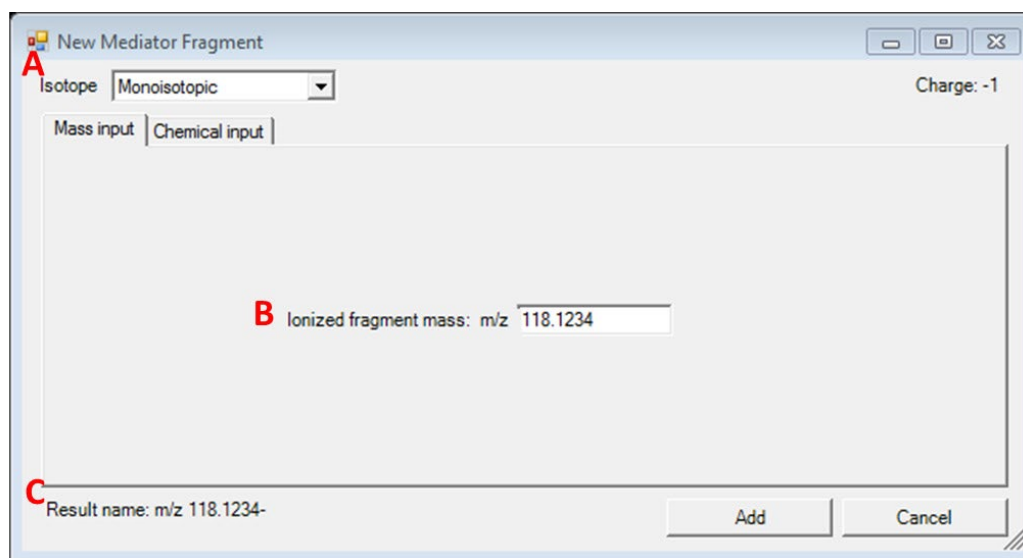 New Mediator Fragment
A
Isotope Monoisotopic Charge: -1
Mass input Chemical input
B Ionized fragment mass: m/z 118.1234
C
Result name: m/z 118.1234- Add Cancel